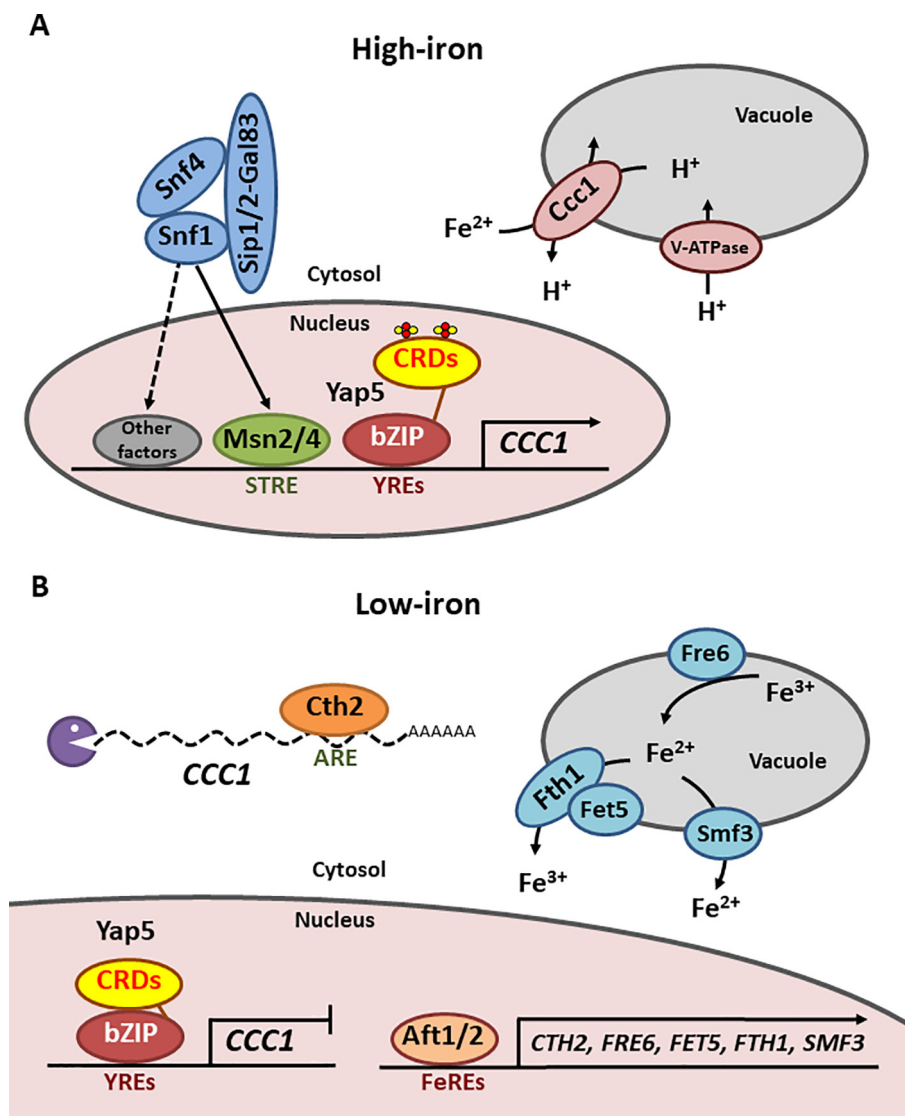 A
High-iron
Snf4
Sip1/2-Gal83
Snf1
Vacuole
H⁺
Ccc1
Fe²⁺
V-ATPase
H⁺
H⁺
Cytosol
Nucleus
CRDs
Yap5
Other
factors
Msn2/4
bZIP
CCC1
STRE
YREs
B
Low-iron
Fre6
Fe³⁺
Cth2
AAAAAA
ARE
CCC1
Fe²⁺
Vacuole
Fth1
Fet5
Smf3
Fe³⁺
Fe²⁺
Cytosol
Nucleus
Yap5
CRDs
bZIP
CCC1
YREs
Aft1/2
CTH2, FRE6, FET5, FTH1, SMF3
FeREs